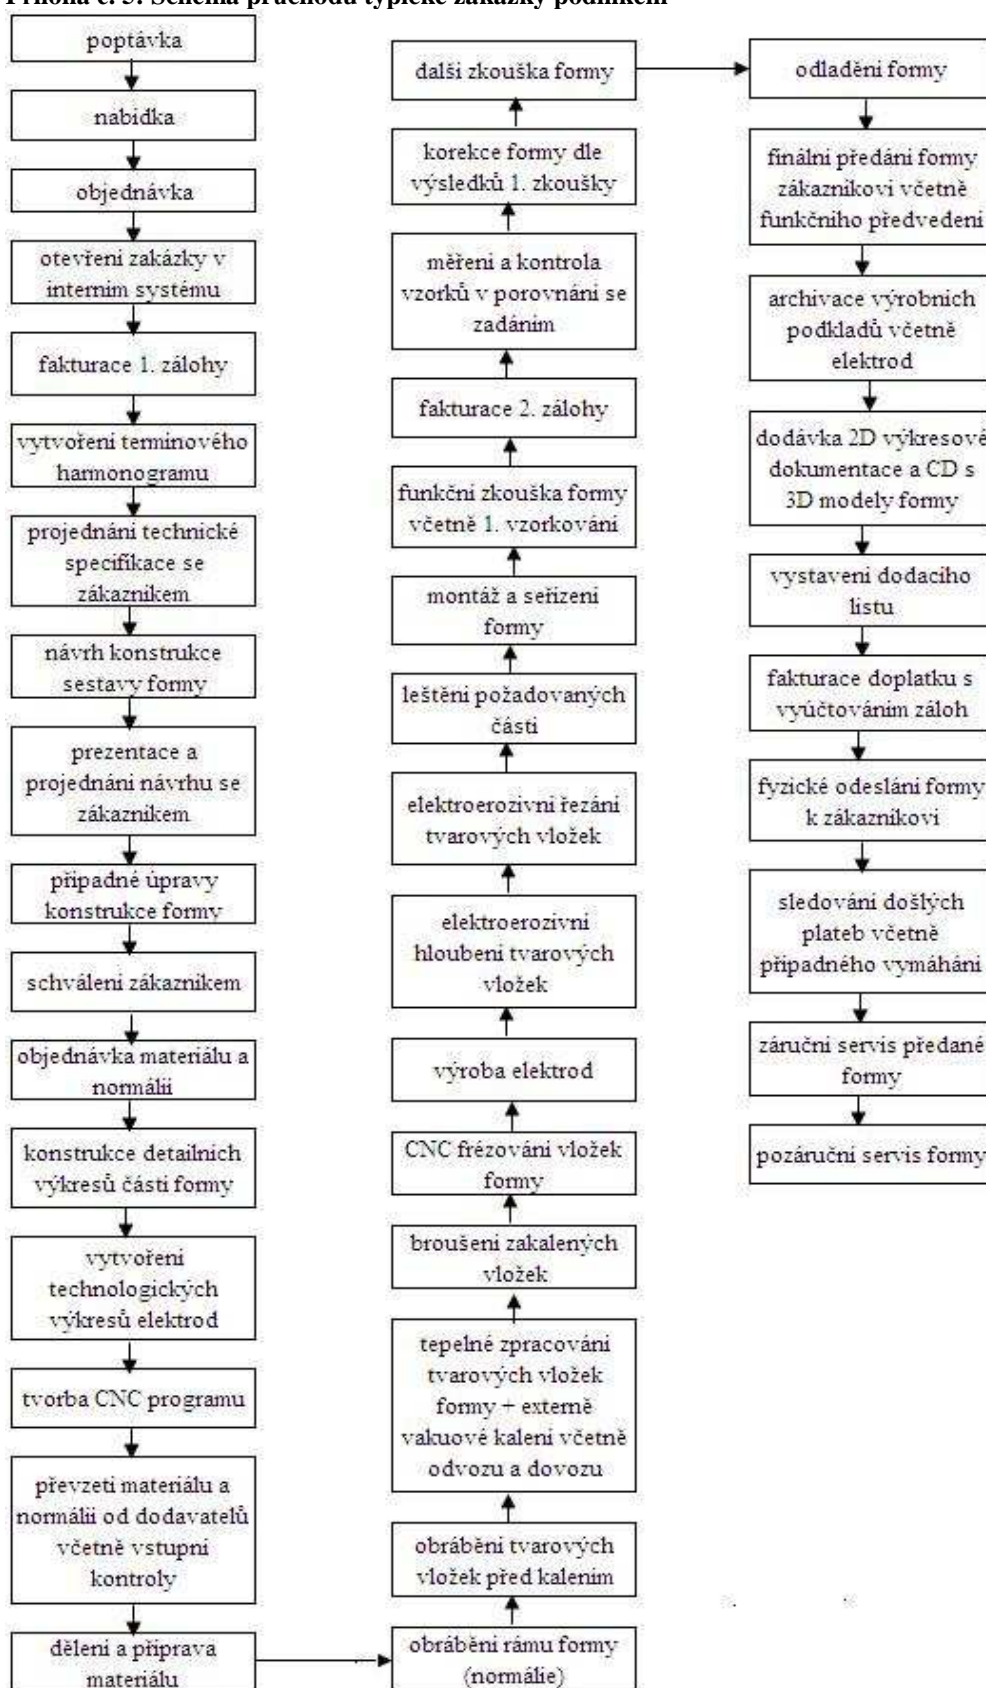 Příloha č. Schéma průchodu typické zakázky podnikem
poptávka
nabídka
objednávka
otevření zakázky v
interním systému
fakturace 1. zálohy
vytvoření termínového
harmonogramu
projednání technické
specifikace se
zákazníkem
návrh konstrukce
sestavy formy
prezentace a
projednání návrhu se
zákazníkem
případné úpravy
konstrukce formy
schválení zákazníkem
objednávka materiálu a
normálií
konstrukce detailních
výkresů částí formy
vytvoření
technologických
výkresů elektrod
tvorba CNC programu
převzetí materiálu a
normálií od dodavatelů
včetně vstupní
kontroly
dělení a příprava
materiálu
další zkouška formy
korekce formy dle
výsledků 1. zkoušky
měření a kontrola
vzorků v porovnání se
zadáním
fakturace 2. zálohy
funkční zkouška formy
včetně 1. vzorkování
montáž a seřízení
formy
leštění požadovaných
částí
elektroerozivní řezání
tvarových vložek
elektroerozivní
hloubení tvarových
vložek
výroba elektrod
CNC frézování vložek
formy
broušení zakalených
vložek
tepelné zpracování
tvarových vložek
formy + externě
vakuové kalení včetně
odvozu a dovozu
obrábění tvarových
vložek před kalením
obrábění rámu formy
(normálie)
odladění formy
finální předání formy
zákazníkovi včetně
funkčního předvedení
archivace výrobních
podkladů včetně
elektrod
dodávka 2D výkresové
dokumentace a CD s
3D modely formy
vystavení dodacího
listu
fakturace doplatku s
vyúčtováním záloh
fyzické odeslání formy
k zákazníkovi
sledování došlých
plateb včetně
případného vymáhání
záruční servis předané
formy
pozáruční servis formy